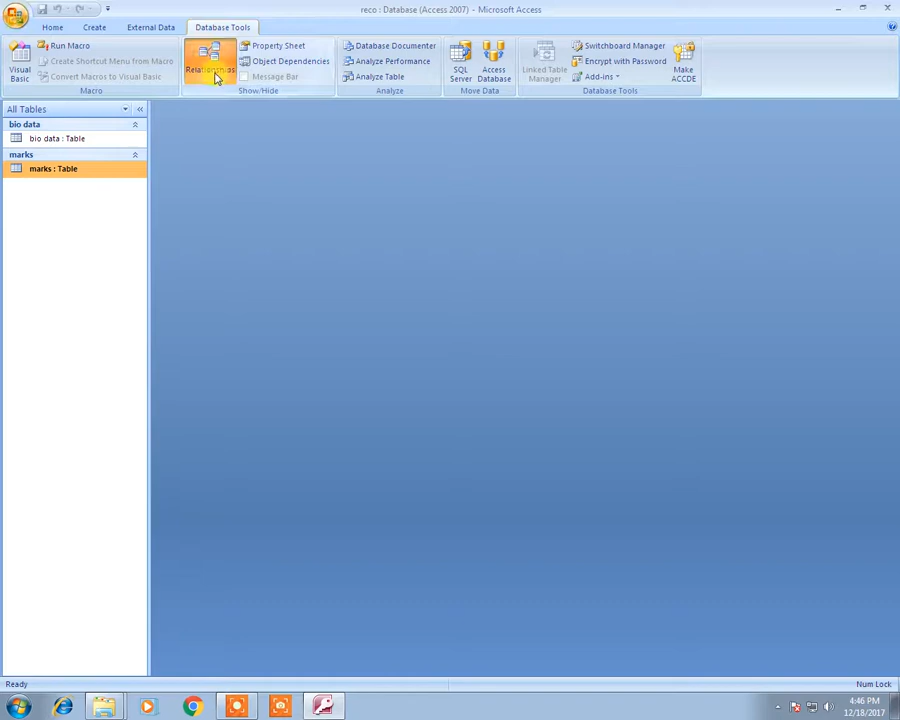 reco : Database (Access 2007) - Microsoft Access
Home Create External Data Database Tools
Visual Basic
Run Macro
Create Shortcut Menu from Macro
Convert Macros to Visual Basic
Macro
Relationships
Property Sheet
Object Dependencies
Message Bar
Show/Hide
Database Documenter
Analyze Performance
Analyze Table
Analyze
SQL Server
Access Database
Move Data
Linked Table Manager
Switchboard Manager
Encrypt with Password
Add-ins
Make ACCDE
Database Tools
All Tables
bio data
bio data : Table
marks
marks : Table
Ready
Num Lock
4:46 PM
12/18/2017